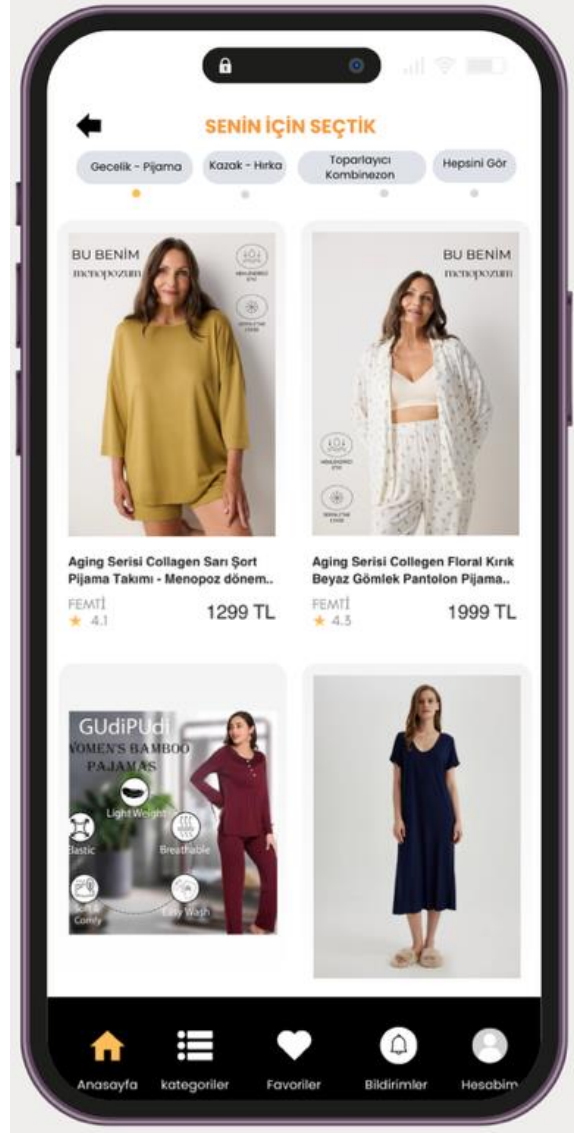 SENİN İÇİN SEÇTİK
Gecelik - Pijama
Kazak - Hırka
Toparlayıcı
Kombinezon
Hepsini Gör
BU BENİM
menopozum
BU BENİM
menopozum
Aging Serisi Collagen Sarı Şort
Pijama Takımı - Menopoz dönem..
FEMTİ
4.1
1299 TL
Aging Serisi Collegen Floral Kırık
Beyaz Gömlek Pantolon Pijama..
FEMTİ
4.3
1999 TL
GUdiPUdi
WOMEN'S BAMBOO
PAJAMAS
Light Weight
Elastic
Breathable
Soft &
Comfy
Easy Wash
Anasayfa
kategoriler
Favoriler
Bildirimler
Hesabim